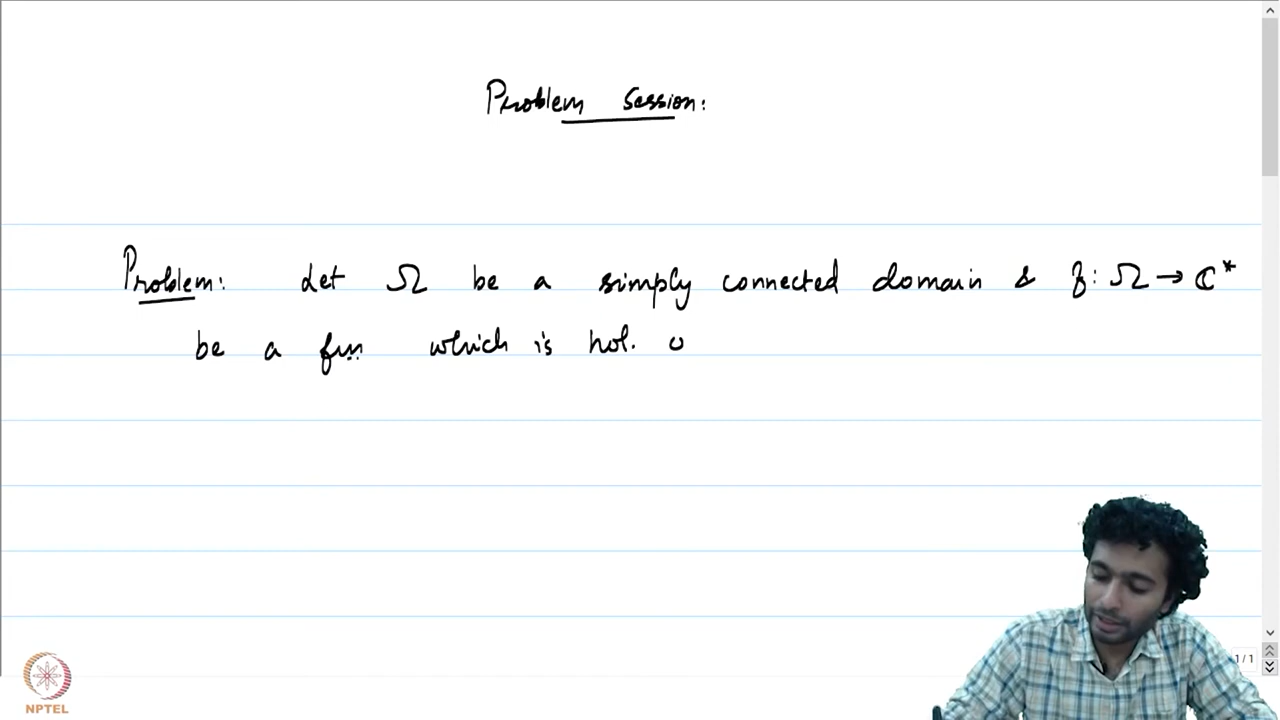 Problem Session:
Problem: Let Ω be a simply connected domain & f: Ω → ℂ*
be a fun which is hol. o
1/1
NPTEL